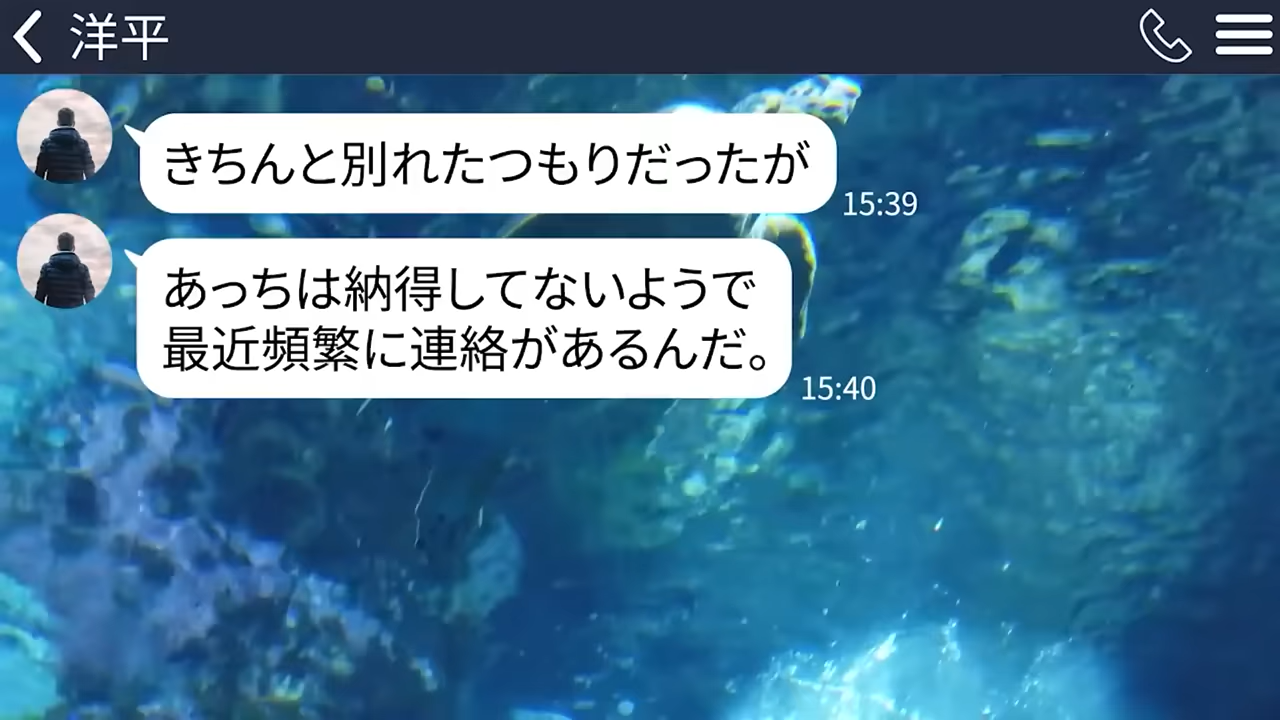 洋平
きちんと別れたつもりだったが
15:39
あっちは納得してないようで
最近頻繁に連絡があるんだ。
15:40